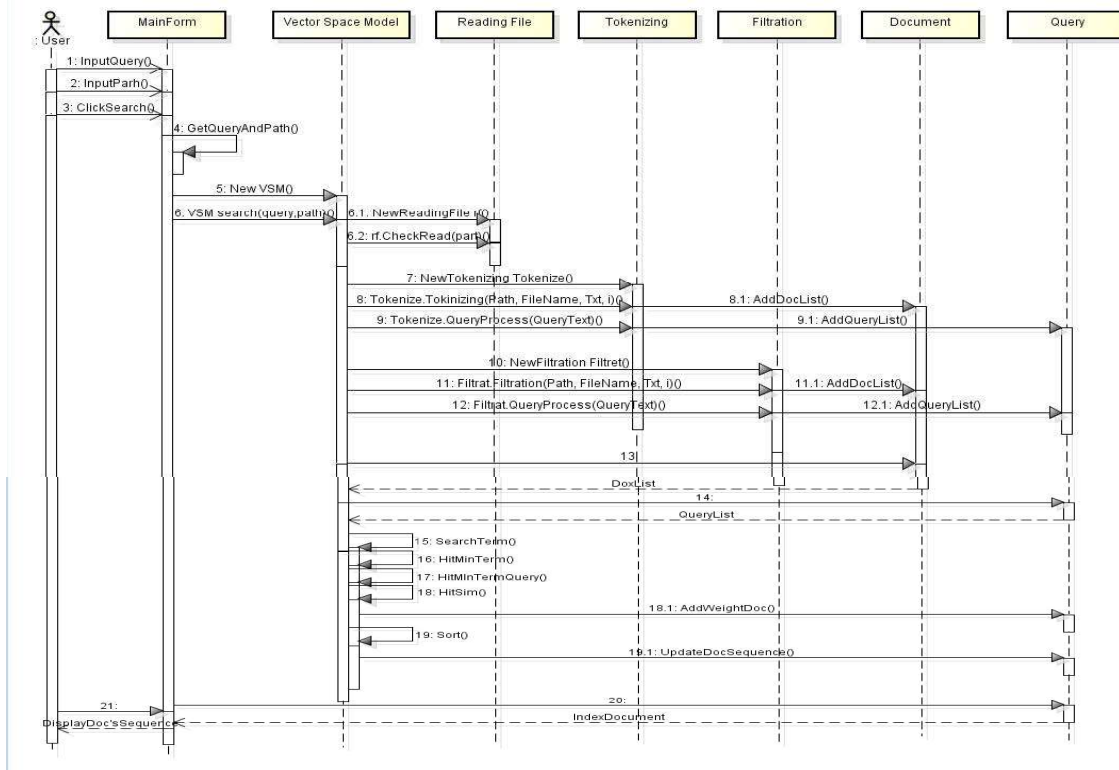 MainForm
Vector Space Model
Reading File
Tokenizing
Filtration
Document
Query
: User
1: InputQuery()
2: InputParh()
3: ClickSearch()
4: GetQueryAndPath()
5: New VSM()
6. VSM search(query,path)()
6.1: NewReadingFile rf()
6.2: rf.CheckRead(part)()
7: NewTokenizing Tokenize()
8: Tokenize.Tokinizing(Path, FileName, Txt, i)()
8.1: AddDocList()
9: Tokenize.QueryProcess(QueryText)()
9.1: AddQueryList()
10: NewFiltration Filtret()
11: Filtrat.Filtration(Path, FileName, Txt, i)()
11.1: AddDocList()
12: Filtrat.QueryProcess(QueryText)()
12.1: AddQueryList()
13
DoxList
14:
QueryList
15: SearchTerm()
16: HitMinTerm()
17: HitMinTermQuery()
18: HitSim()
18.1: AddWeightDoc()
19: Sort()
19.1: UpdateDocSequence()
20:
21:
IndexDocument
DisplayDoc'sSequence